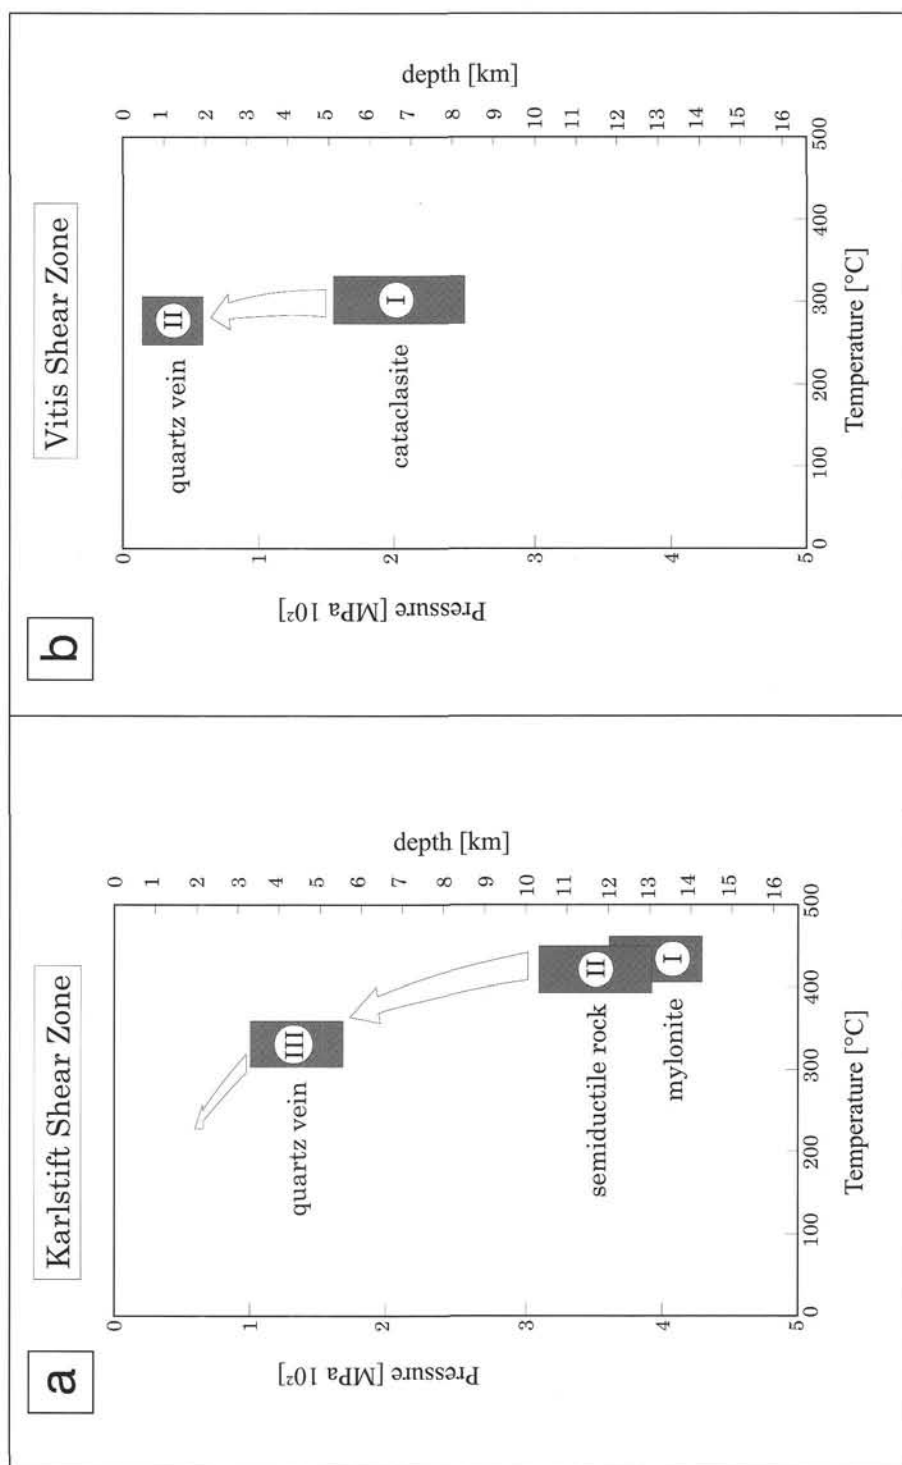 a
Karlstift Shear Zone
Pressure [MPa 10²]
0
1
2
3
4
5
0
100
200
300
400
500
Temperature [°C]
depth [km]
0
1
2
3
4
5
6
7
8
9
10
11
12
13
14
15
16
III
quartz vein
II
semiductile rock
I
mylonite
b
Vitis Shear Zone
Pressure [MPa 10²]
0
1
2
3
4
5
0
100
200
300
400
500
Temperature [°C]
depth [km]
0
1
2
3
4
5
6
7
8
9
10
11
12
13
14
15
16
II
quartz vein
I
cataclasite